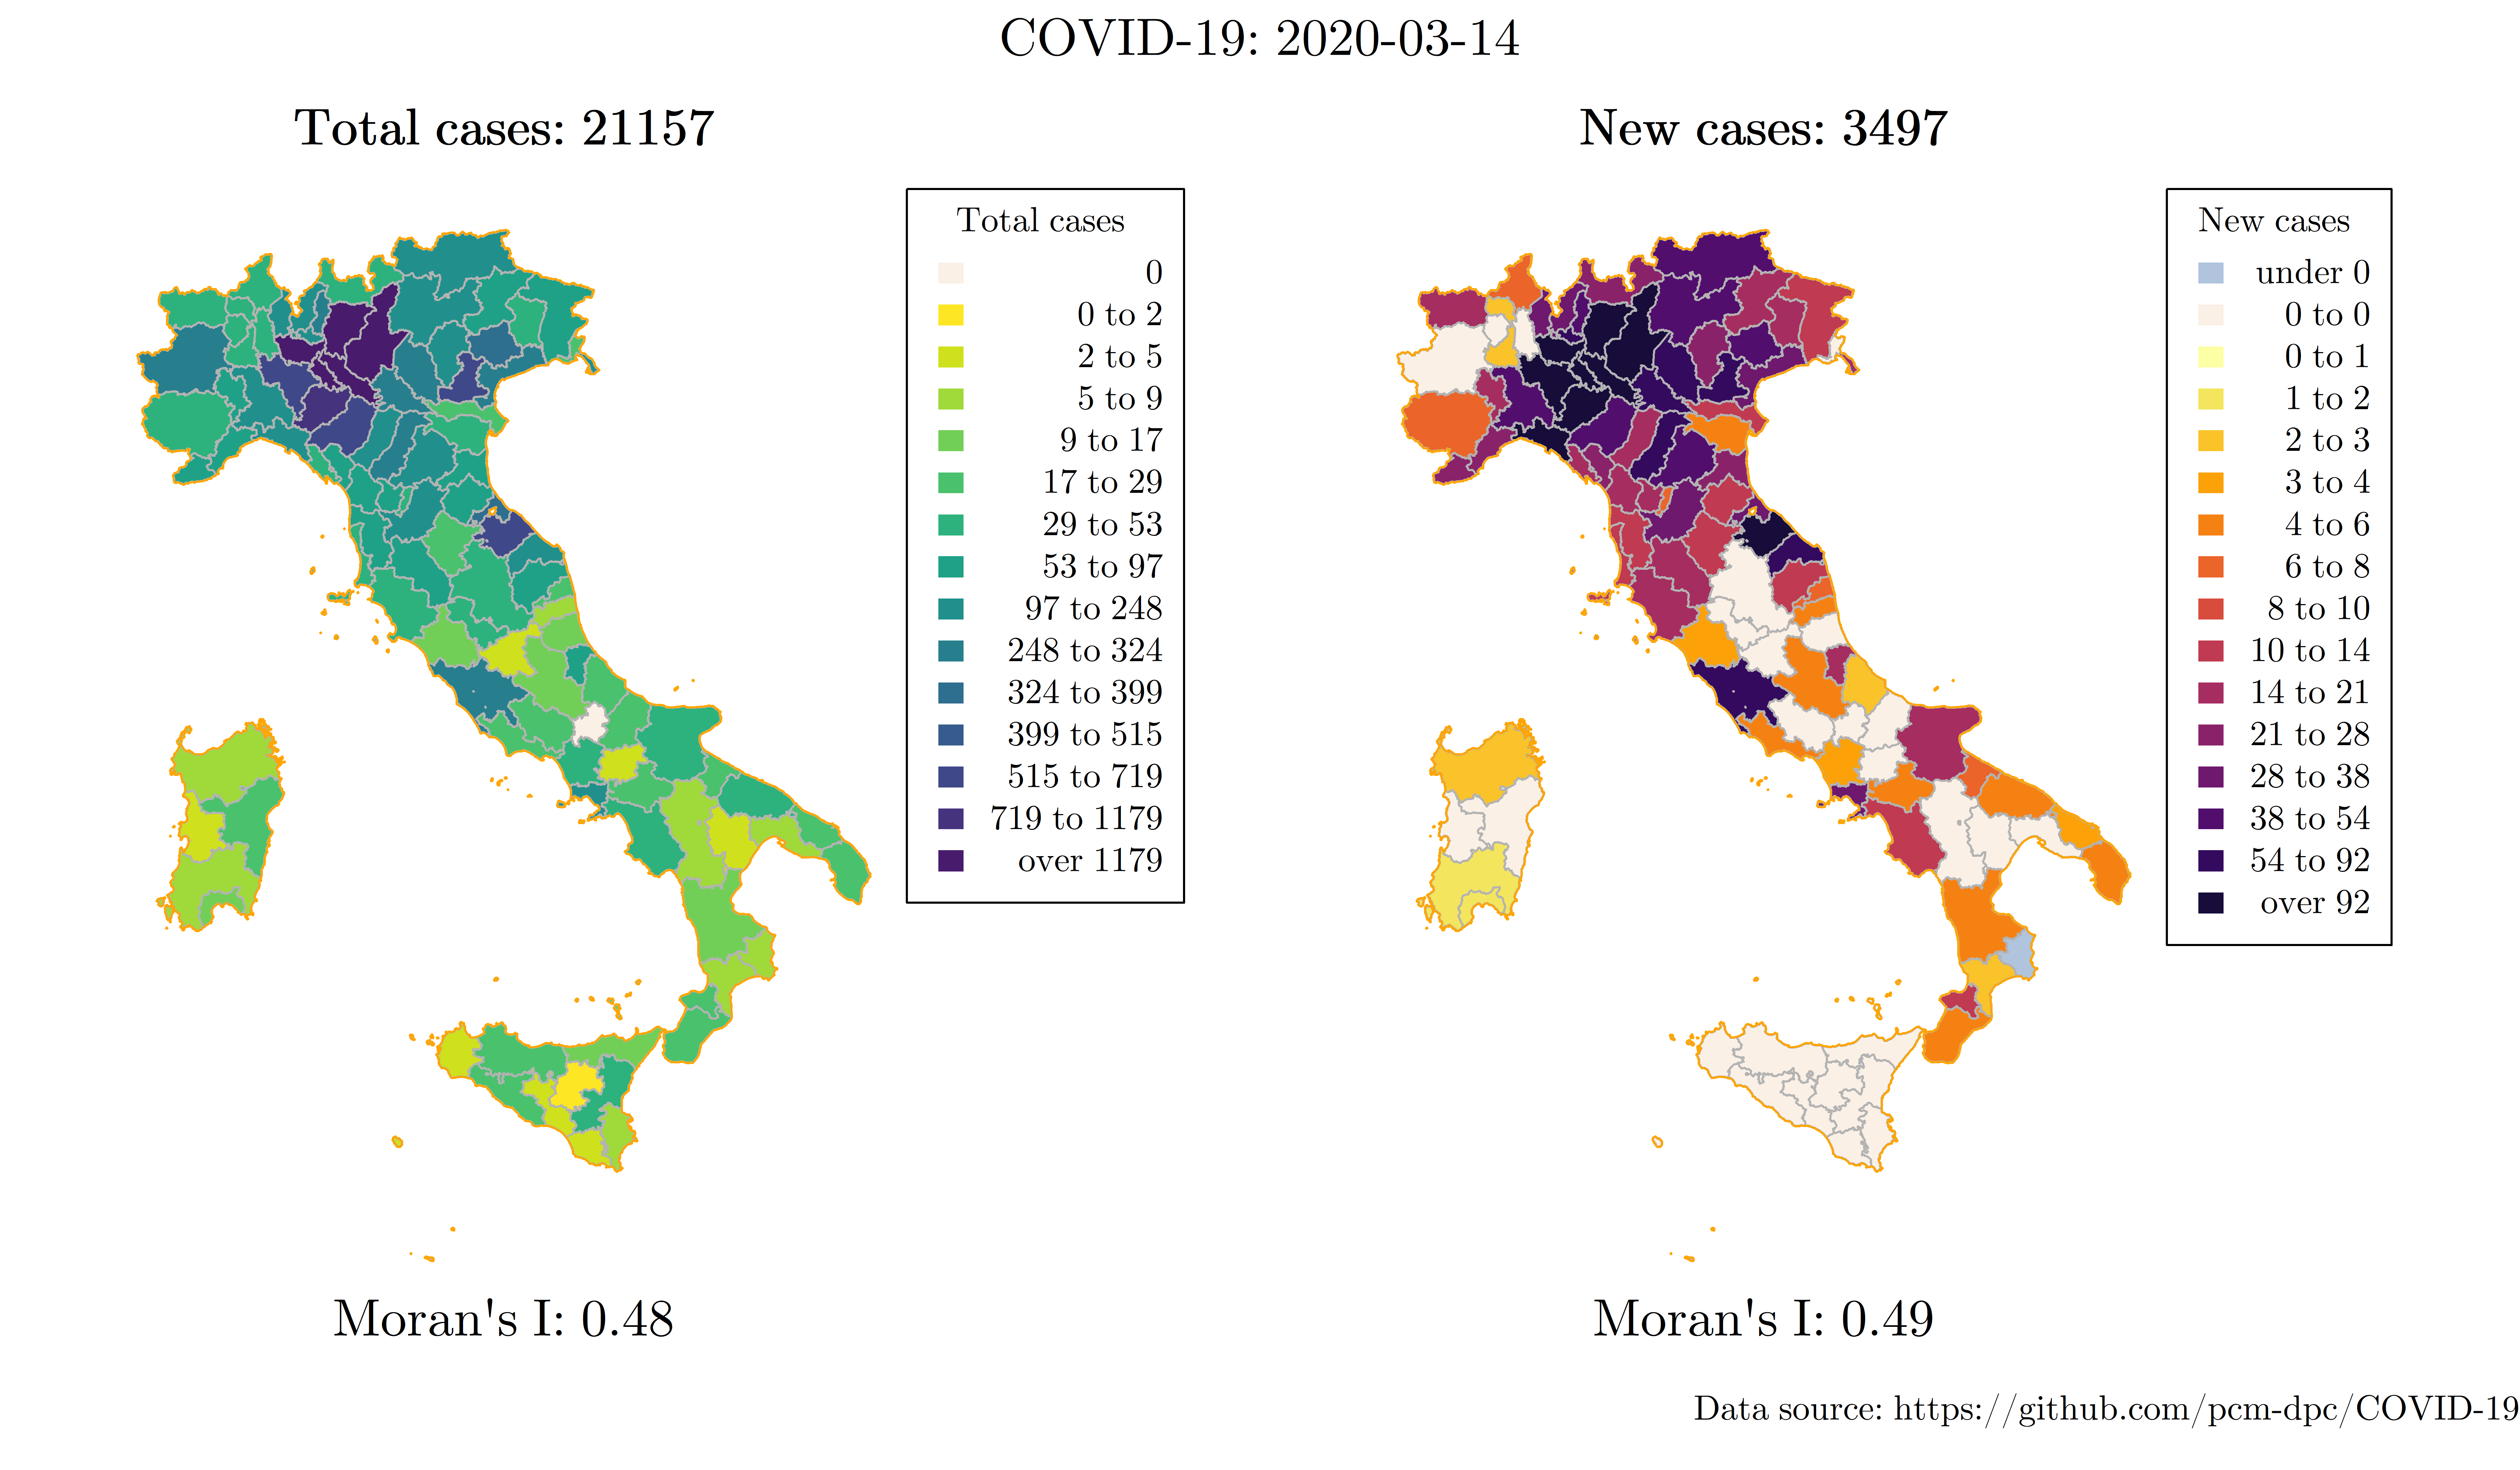 COVID-19: 2020-03-14
Total cases: 21157
Total cases
0
0 to 2
2 to 5
5 to 9
9 to 17
17 to 29
29 to 53
53 to 97
97 to 248
248 to 324
324 to 399
399 to 515
515 to 719
719 to 1179
over 1179
Moran's I: 0.48
New cases: 3497
New cases
under 0
0 to 0
0 to 1
1 to 2
2 to 3
3 to 4
4 to 6
6 to 8
8 to 10
10 to 14
14 to 21
21 to 28
28 to 38
38 to 54
54 to 92
over 92
Moran's I: 0.49
Data source: https://github.com/pcm-dpc/COVID-19